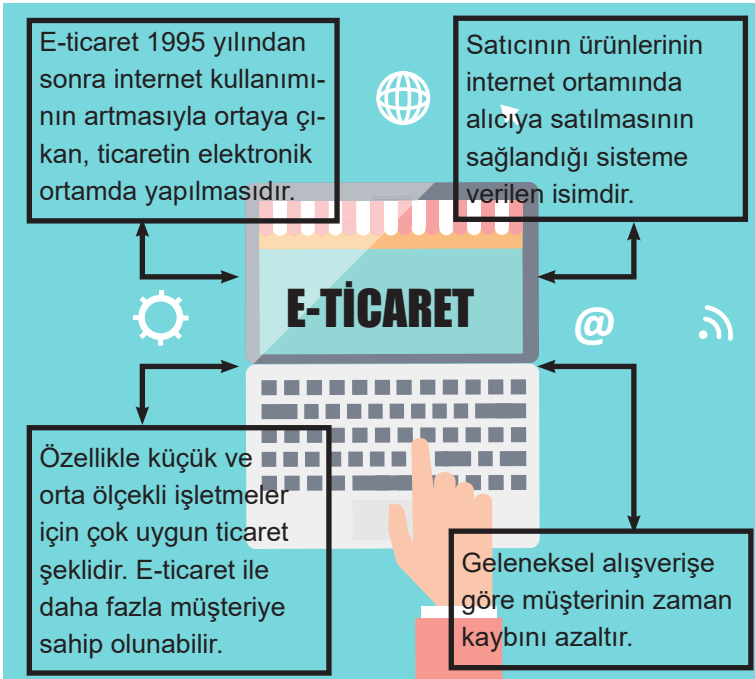 E-ticaret 1995 yılından
sonra internet kullanımı-
nın artmasıyla ortaya çı-
kan, ticaretin elektronik
ortamda yapılmasıdır.
Satıcının ürünlerinin
internet ortamında
alıcıya satılmasının
sağlandığı sisteme
verilen isimdir.
E-TİCARET
@
Özellikle küçük ve
orta ölçekli işletmeler
için çok uygun ticaret
şeklidir. E-ticaret ile
daha fazla müşteriye
sahip olunabilir.
Geleneksel alışverişe
göre müşterinin zaman
kaybını azaltır.